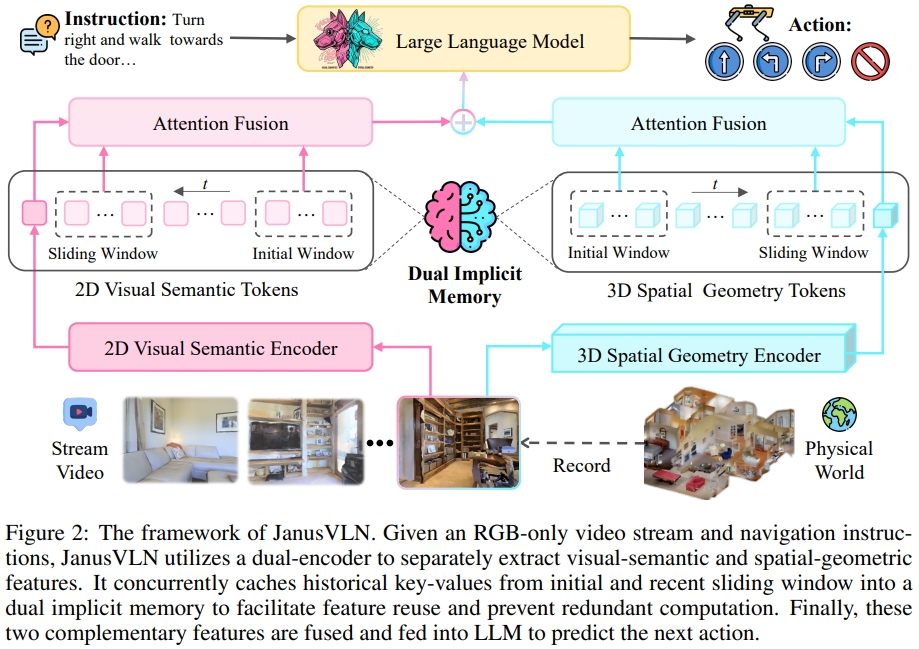 Instruction: Turn
right and walk towards
the door…
Large Language Model
Action:
Attention Fusion
Attention Fusion
t
t
Sliding Window
Initial Window
Initial Window
Sliding Window
Dual Implicit
Memory
2D Visual Semantic Tokens
3D Spatial Geometry Tokens
2D Visual Semantic Encoder
3D Spatial Geometry Encoder
Stream
Video
Record
Physical
World
Figure 2: The framework of JanusVLN. Given an RGB-only video stream and navigation instruc-
tions, JanusVLN utilizes a dual-encoder to separately extract visual-semantic and spatial-geometric
features. It concurrently caches historical key-values from initial and recent sliding window into a
dual implicit memory to facilitate feature reuse and prevent redundant computation. Finally, these
two complementary features are fused and fed into LLM to predict the next action.